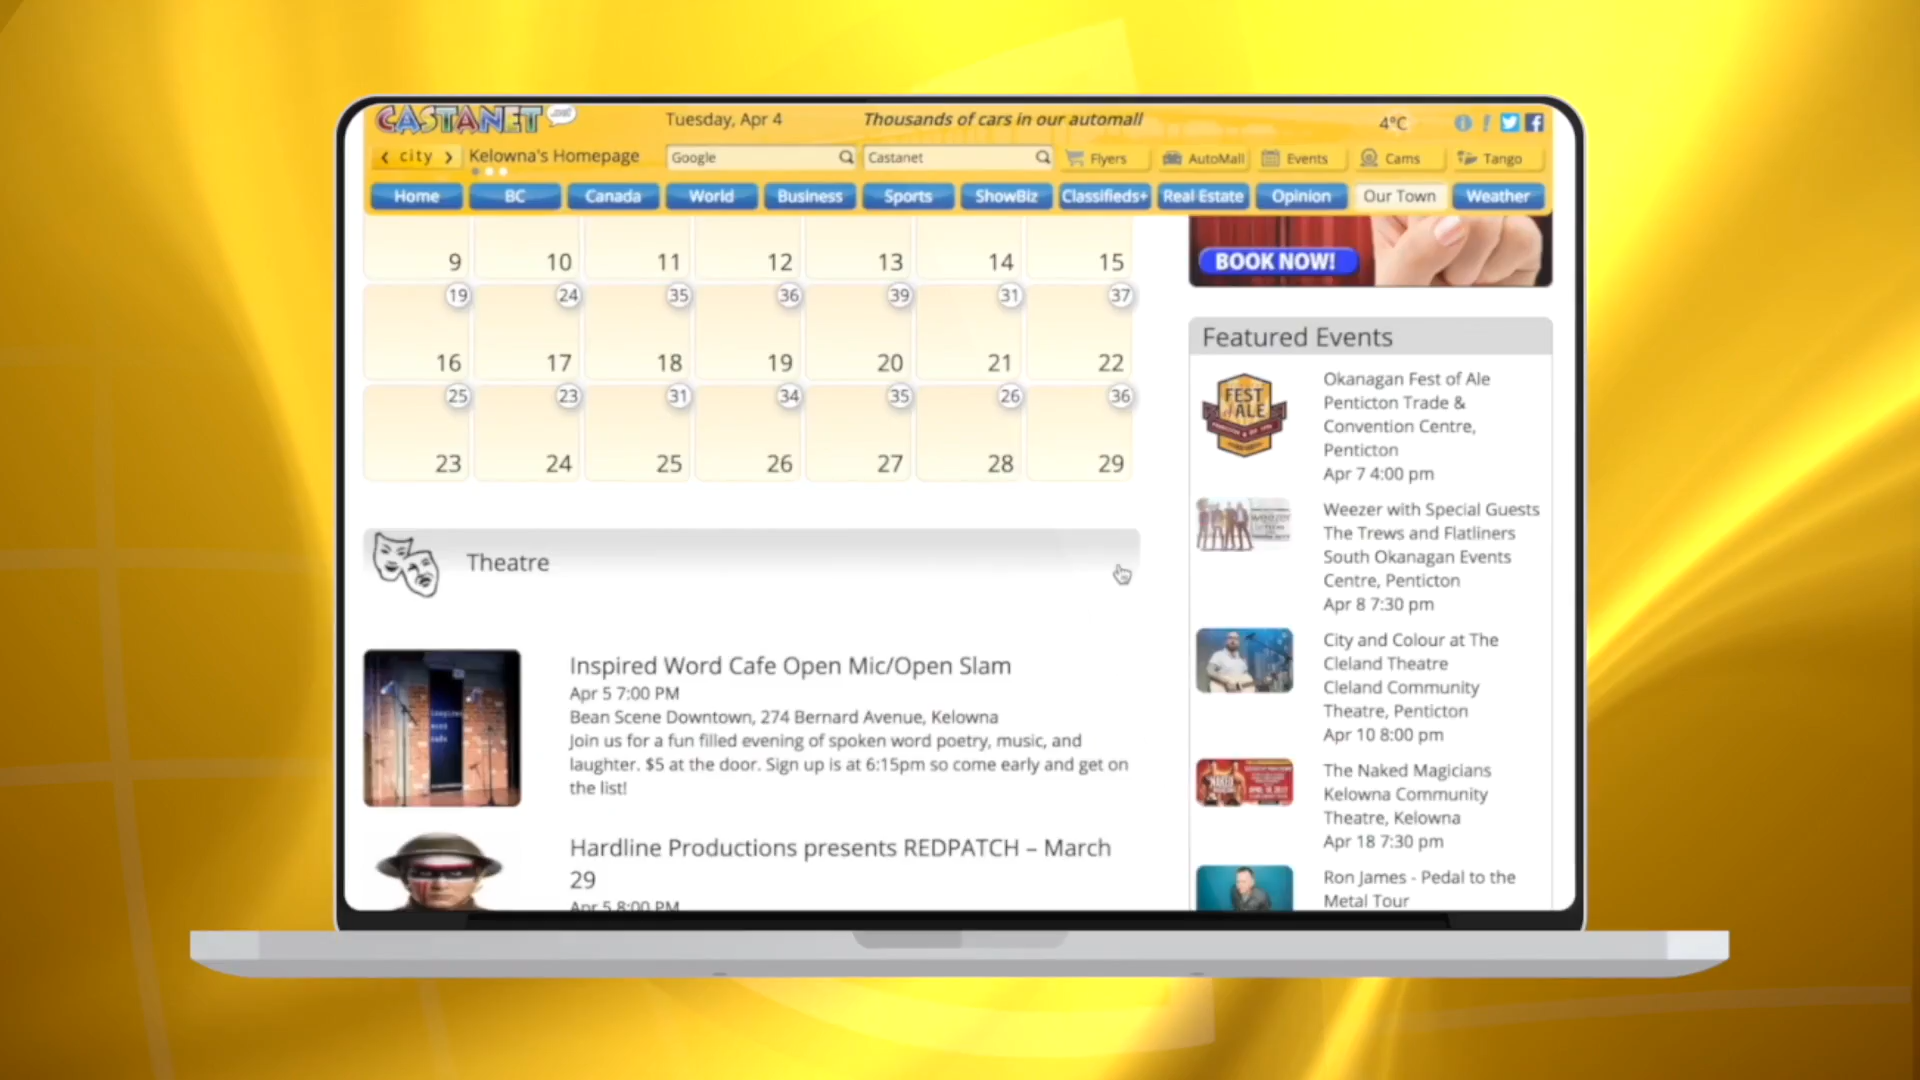 CASTANET .net
Tuesday, Apr 4
Thousands of cars in our automall
4°C
< city >
Kelowna's Homepage
Google
Castanet
Flyers
AutoMall
Events
Cams
Tango
Home
BC
Canada
World
Business
Sports
ShowBiz
Classifieds+
Real Estate
Opinion
Our Town
Weather
9 10 11 12 13 14 15
19 24 35 36 39 31 37
16 17 18 19 20 21 22
25 23 31 34 35 26 36
23 24 25 26 27 28 29
Theatre
Inspired Word Cafe Open Mic/Open Slam
Apr 5 7:00 PM
Bean Scene Downtown, 274 Bernard Avenue, Kelowna
Join us for a fun filled evening of spoken word poetry, music, and
laughter. $5 at the door. Sign up is at 6:15pm so come early and get on
the list!
Hardline Productions presents REDPATCH – March
29
Apr 5 8:00 PM
BOOK NOW!
Featured Events
FEST
of ALE
Okanagan Fest of Ale
Penticton Trade &
Convention Centre,
Penticton
Apr 7 4:00 pm
Weezer with Special Guests
The Trews and Flatliners
South Okanagan Events
Centre, Penticton
Apr 8 7:30 pm
City and Colour at The
Cleland Theatre
Cleland Community
Theatre, Penticton
Apr 10 8:00 pm
The Naked Magicians
Kelowna Community
Theatre, Kelowna
Apr 18 7:30 pm
Ron James - Pedal to the
Metal Tour